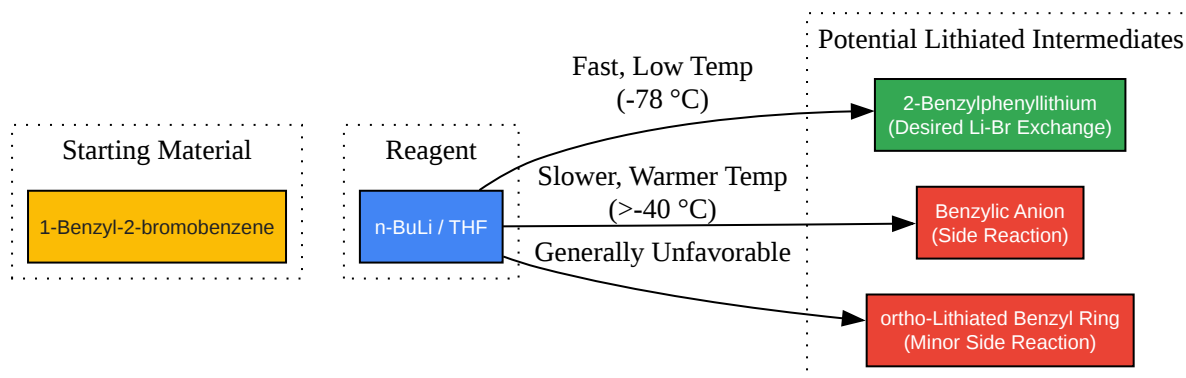 Starting Material
1-Benzyl-2-bromobenzene
Reagent
n-BuLi / THF
Fast, Low Temp
(-78 °C)
Slower, Warmer Temp
(>-40 °C)
Generally Unfavorable
Potential Lithiated Intermediates
2-Benzylphenyllithium
(Desired Li-Br Exchange)
Benzylic Anion
(Side Reaction)
ortho-Lithiated Benzyl Ring
(Minor Side Reaction)